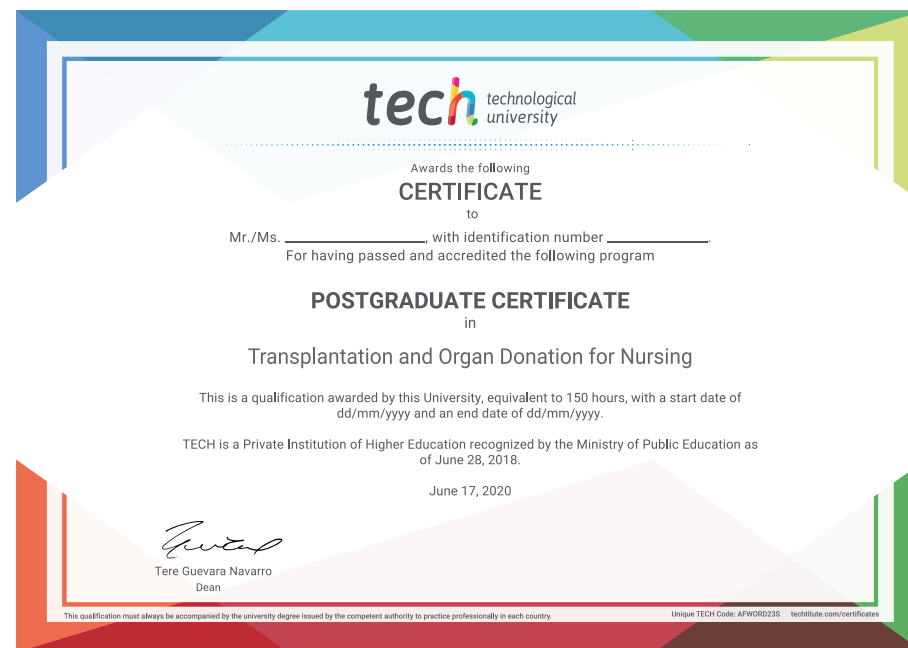 tech technological
university
Awards the following
CERTIFICATE
to
Mr./Ms. ____________________, with identification number ______________.
For having passed and accredited the following program
POSTGRADUATE CERTIFICATE
in
Transplantation and Organ Donation for Nursing
This is a qualification awarded by this University, equivalent to 150 hours, with a start date of
dd/mm/yyyy and an end date of dd/mm/yyyy.
TECH is a Private Institution of Higher Education recognized by the Ministry of Public Education as
of June 28, 2018.
June 17, 2020
Tere Guevara Navarro
Dean
This qualification must always be accompanied by the university degree issued by the competent authority to practice professionally in each country.
Unique TECH Code: AFWORD23S techtitute.com/certificates